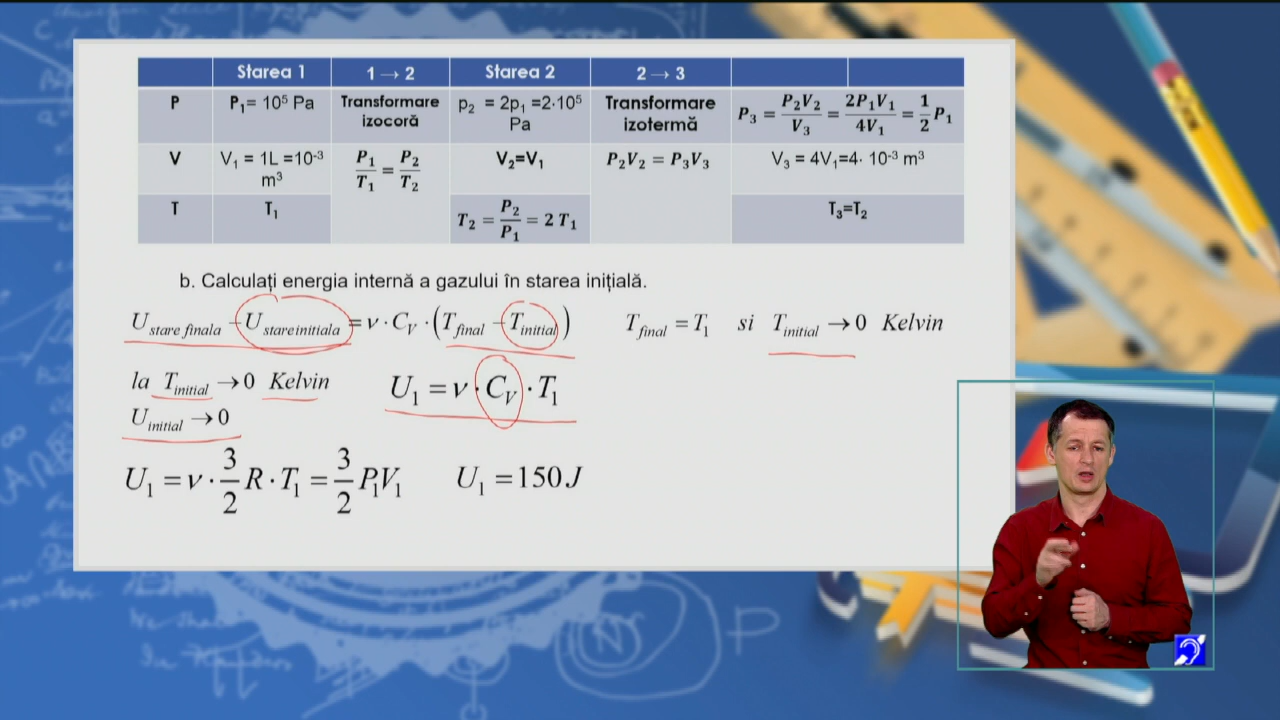 Starea 1 1 → 2 Starea 2 2 → 3
P P₁= 10⁵ Pa Transformare izocoră p₂ = 2p₁ =2·10⁵ Pa Transformare izotermă P₃ = P₂V₂/V₃ = 2P₁V₁/4V₁ = 1/2 P₁
V V₁ = 1L =10⁻³ m³ P₁/T₁ = P₂/T₂ V₂=V₁ P₂V₂ = P₃V₃ V₃ = 4V₁=4· 10⁻³ m³
T T₁ T₂ = P₂/P₁ = 2 T₁ T₃=T₂
b. Calculați energia internă a gazului în starea inițială.
U stare finala − U stare initiala = ν · C_V · (T final − T initial) T final = T₁ si T initial → 0 Kelvin
la T initial → 0 Kelvin U₁ = ν · C_V · T₁
U initial → 0
U₁ = ν · 3/2 R · T₁ = 3/2 P₁V₁ U₁ = 150J
N
P